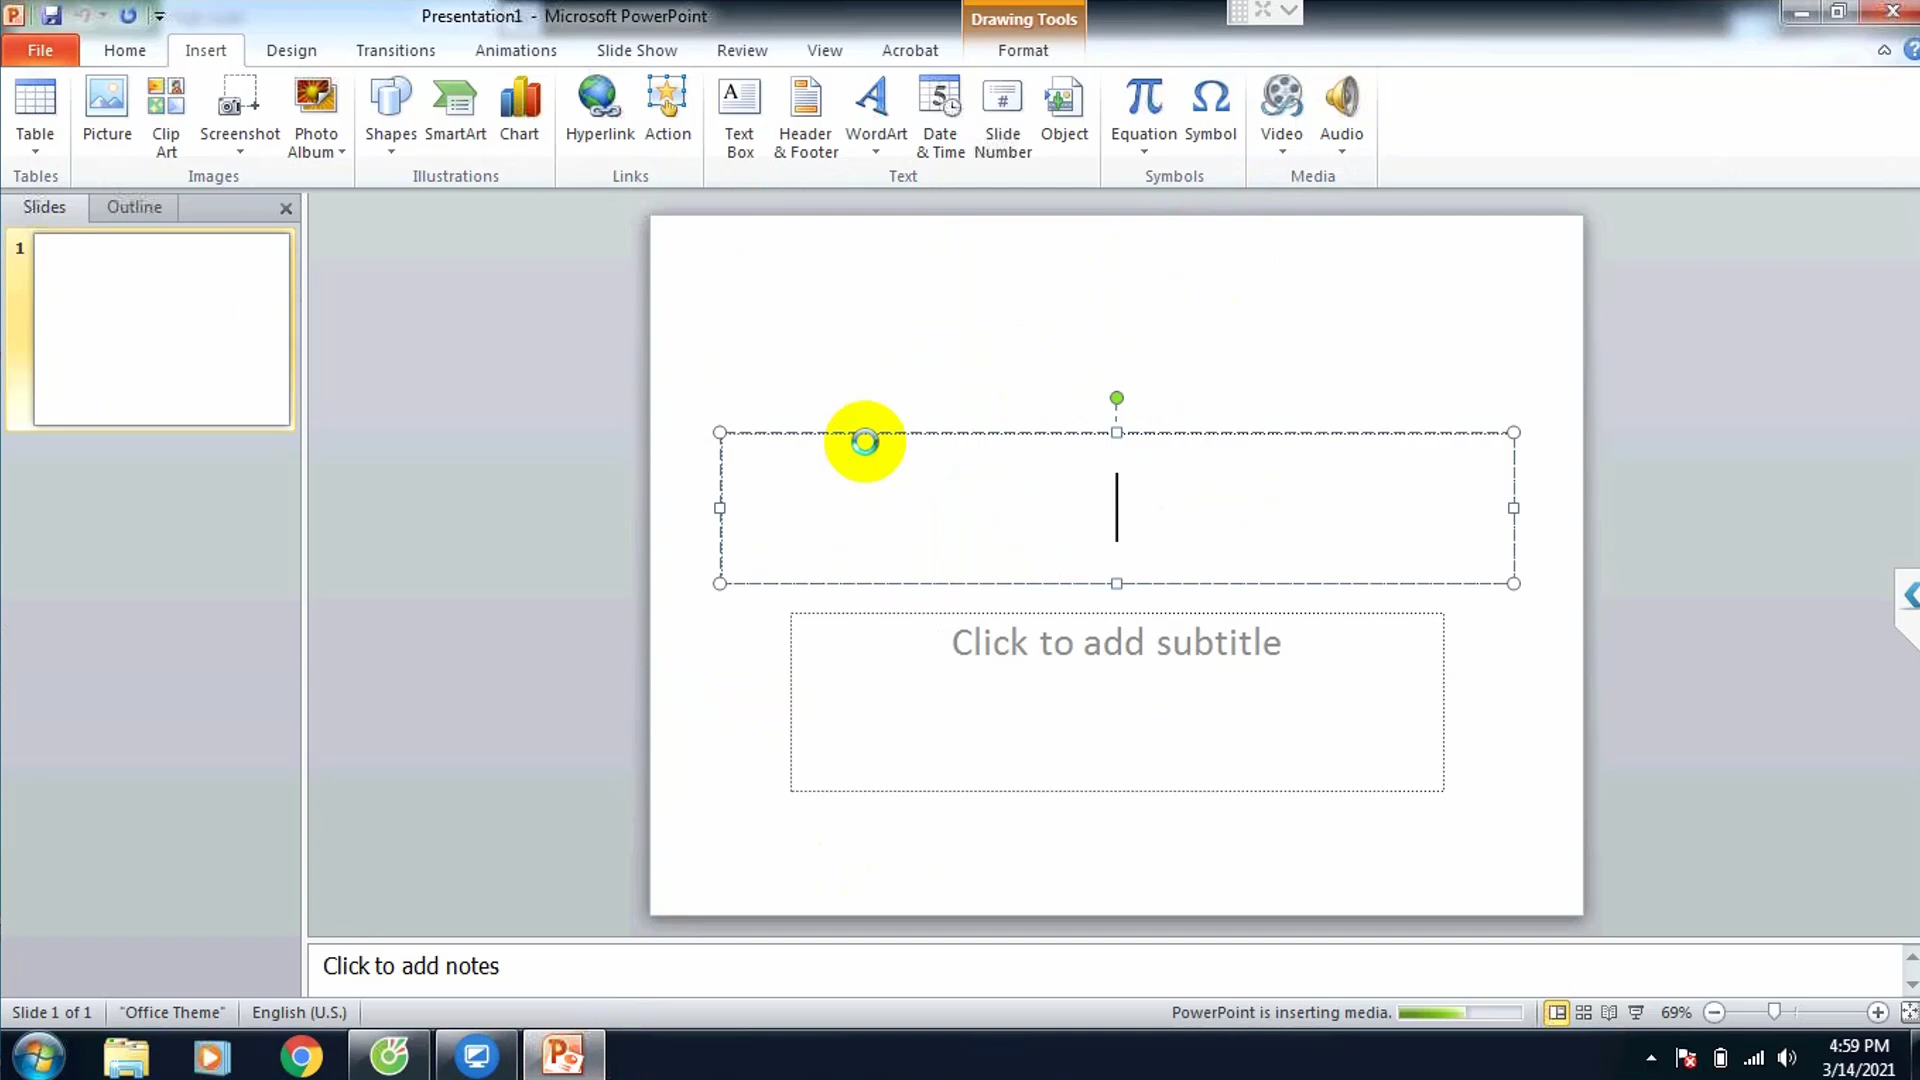 Presentation1 - Microsoft PowerPoint
Drawing Tools
File Home Insert Design Transitions Animations Slide Show Review View Acrobat Format
Table Picture Clip Art Screenshot Photo Album Shapes SmartArt Chart Hyperlink Action Text Box Header & Footer WordArt Date & Time Slide Number Object Equation Symbol Video Audio
Tables Images Illustrations Links Text Symbols Media
Slides Outline
1
Click to add subtitle
Click to add notes
Slide 1 of 1 "Office Theme" English (U.S.) PowerPoint is inserting media. 69%
4:59 PM
3/14/2021